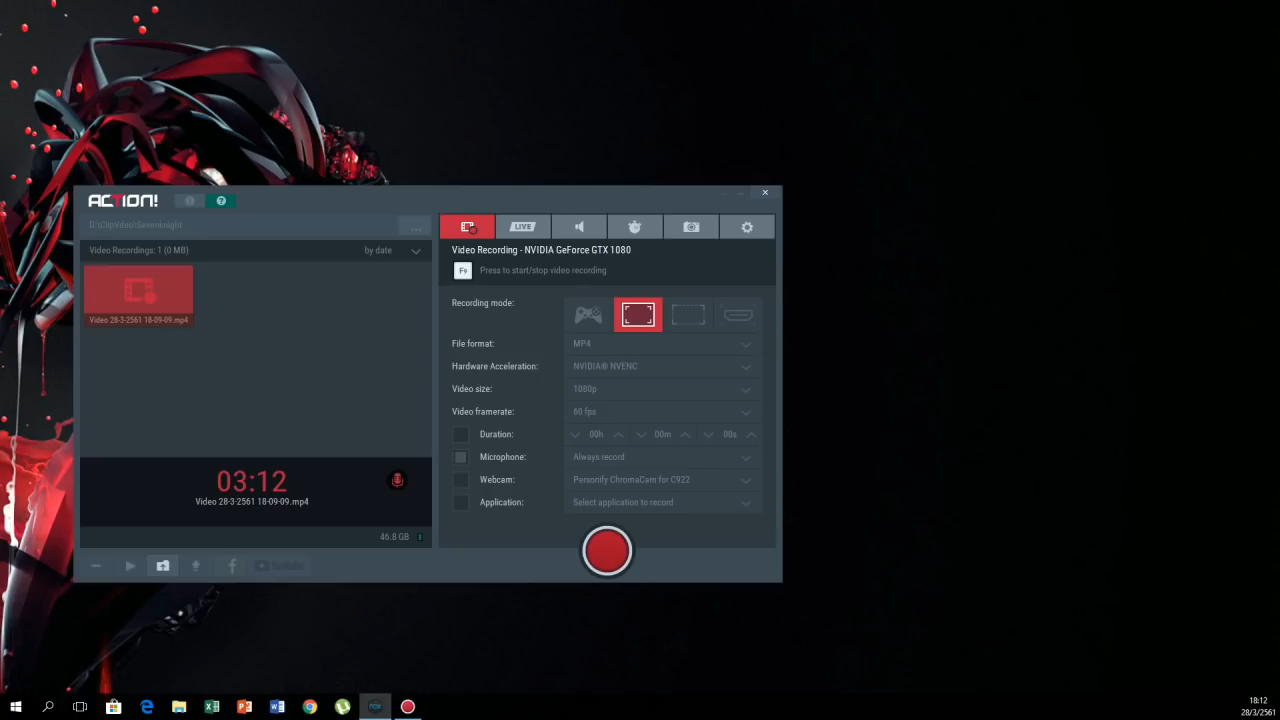 ACTION!
D:\ClipVdeo\Sevenknight
...
LIVE
Video Recordings: 1 (0 MB)
by date
Video Recording - NVIDIA GeForce GTX 1080
F9
Press to start/stop video recording
Video 28-3-2561 18-09-09.mp4
Recording mode:
File format:
MP4
Hardware Acceleration:
NVIDIA® NVENC
Video size:
1080p
Video framerate:
60 fps
Duration:
00h
00m
00s
Microphone:
Always record
Webcam:
Personify ChromaCam for C922
Application:
Select application to record
03:12
Video 28-3-2561 18-09-09.mp4
46.8 GB
18:12
28/3/2561